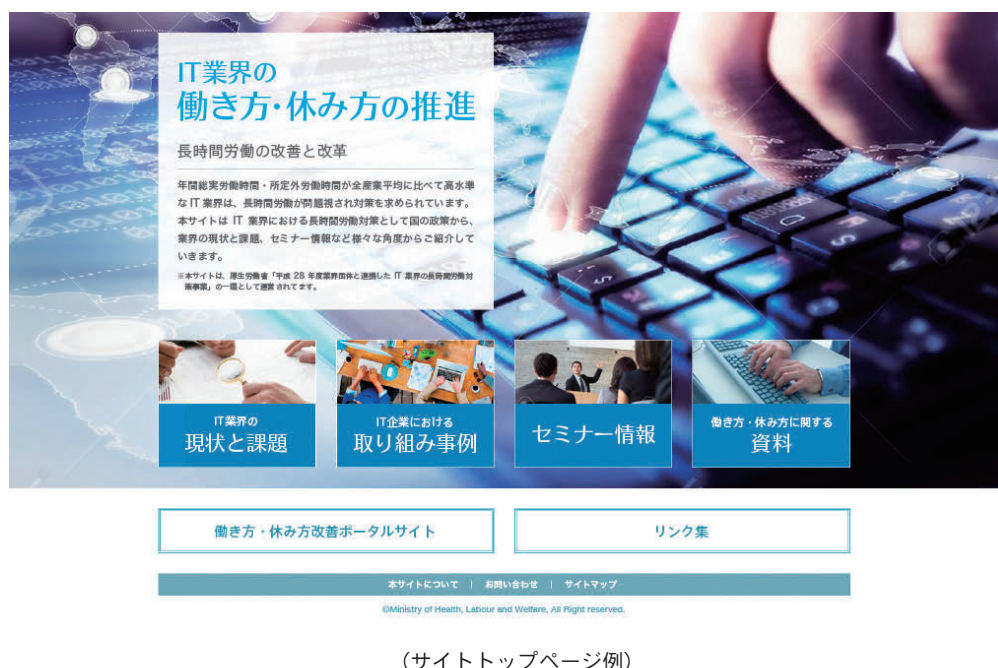 IT業界の
働き方・休み方の推進
長時間労働の改善と改革
年間総実労働時間・所定外労働時間が全産業平均に比べて高水準
な IT 業界は、長時間労働が問題視され対策を求められています。
本サイトは IT 業界における長時間労働対策として国の政策から、
業界の現状と課題、セミナー情報など様々な角度からご紹介して
いきます。
※本サイトは、厚生労働省「平成 28 年度業界団体と連携した IT 業界の長時間労働対
策事業」の一環として運営されてます。
IT業界の
現状と課題
IT企業における
取り組み事例
セミナー情報
働き方・休み方に関する
資料
働き方・休み方改善ポータルサイト
リンク集
本サイトについて | お問い合わせ | サイトマップ
©Ministry of Health, Labour and Welfare, All Right reserved.
（サイトトップページ例）